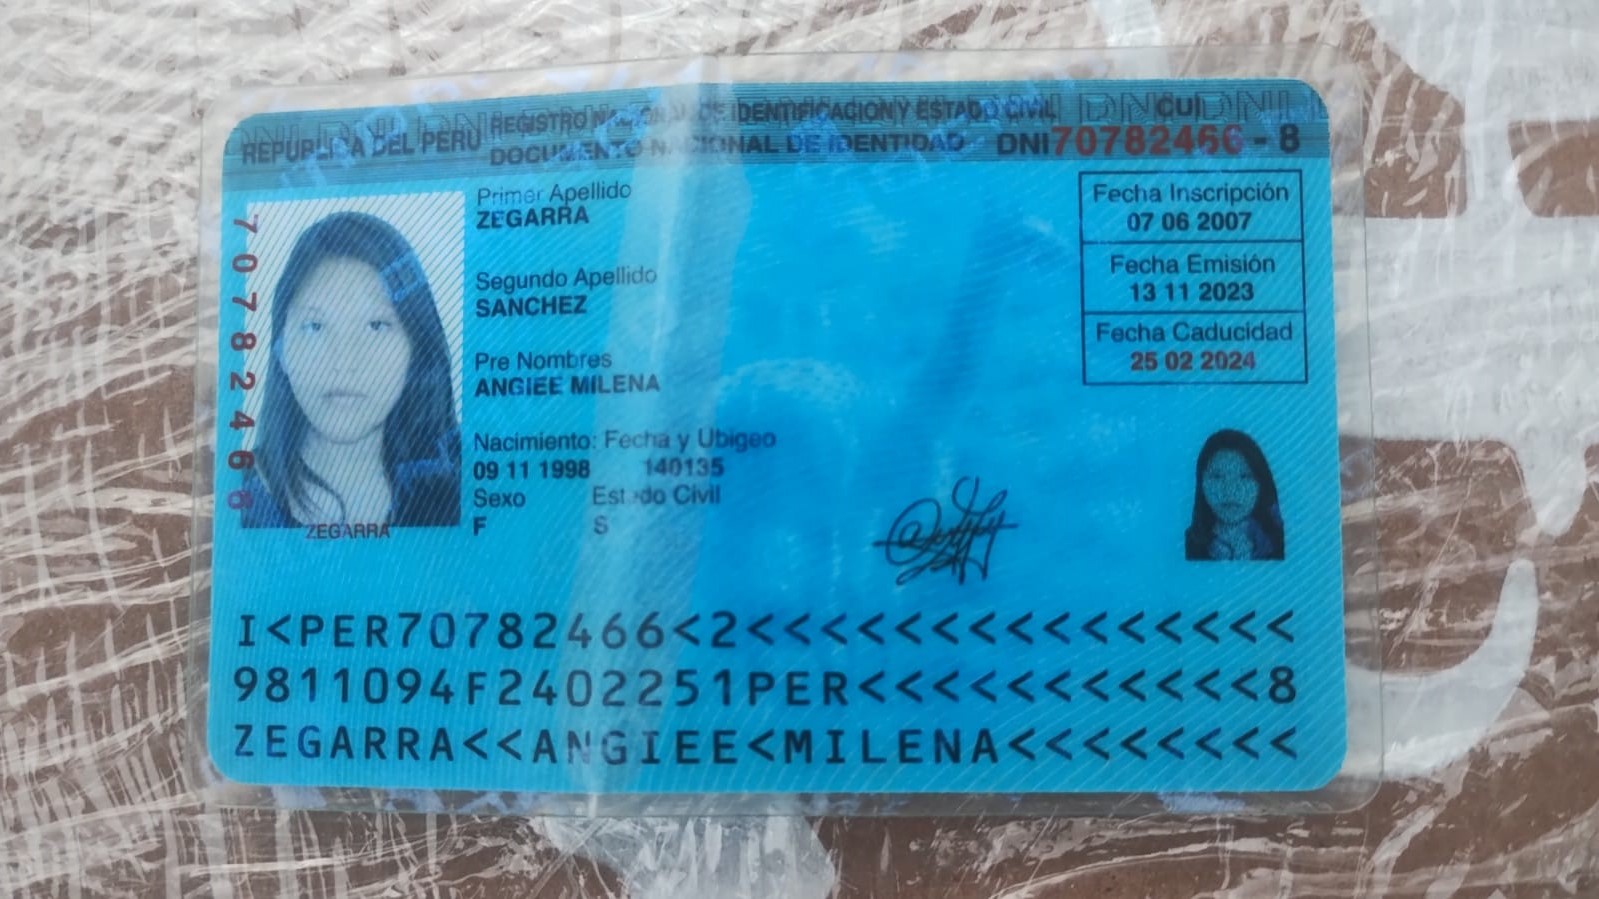 REPUBLICA DEL PERU
REGISTRO NACIONAL DE IDENTIFICACION Y ESTADO CIVIL
DOCUMENTO NACIONAL DE IDENTIDAD
CUI
DNI 70782466 - 8
Primer Apellido
ZEGARRA
Segundo Apellido
SANCHEZ
Pre Nombres
ANGIEE MILENA
Nacimiento: Fecha y Ubigeo
09 11 1998 140135
Sexo Estado Civil
F S
Fecha Inscripción
07 06 2007
Fecha Emisión
13 11 2023
Fecha Caducidad
25 02 2024
70782466
ZEGARRA
I<PER70782466<2<<<<<<<<<<<<<<<
9811094F2402251PER<<<<<<<<<<<8
ZEGARRA<<ANGIEE<MILENA<<<<<<<<